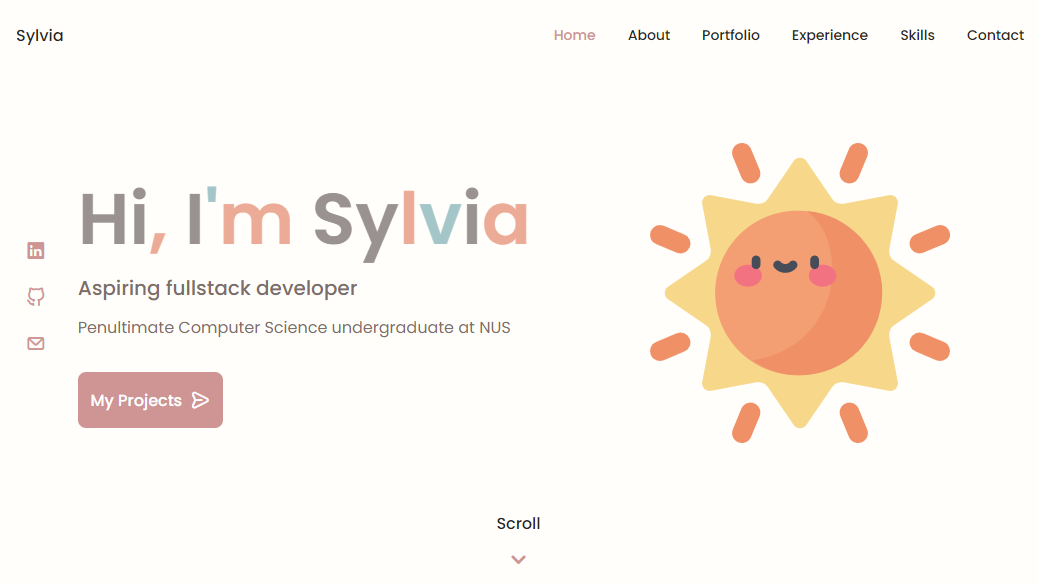 Sylvia
Home About Portfolio Experience Skills Contact
Hi, I'm Sylvia
Aspiring fullstack developer
Penultimate Computer Science undergraduate at NUS
My Projects
Scroll